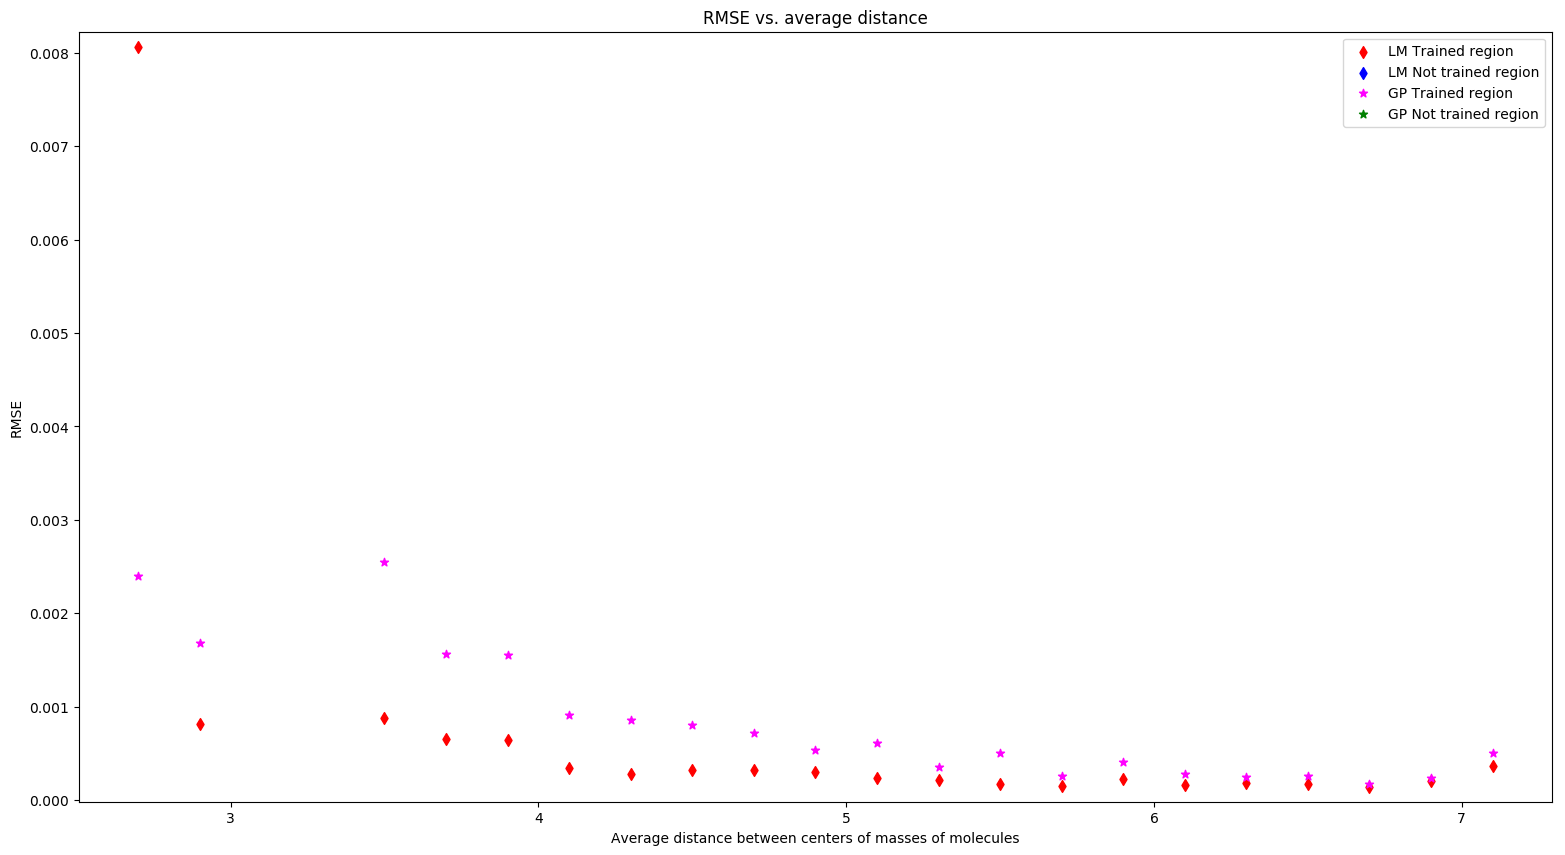 RMSE vs. average distance
LM Trained region
LM Not trained region
GP Trained region
GP Not trained region
RMSE
0.008
0.007
0.006
0.005
0.004
0.003
0.002
0.001
0.000
3
4
5
6
7
Average distance between centers of masses of molecules